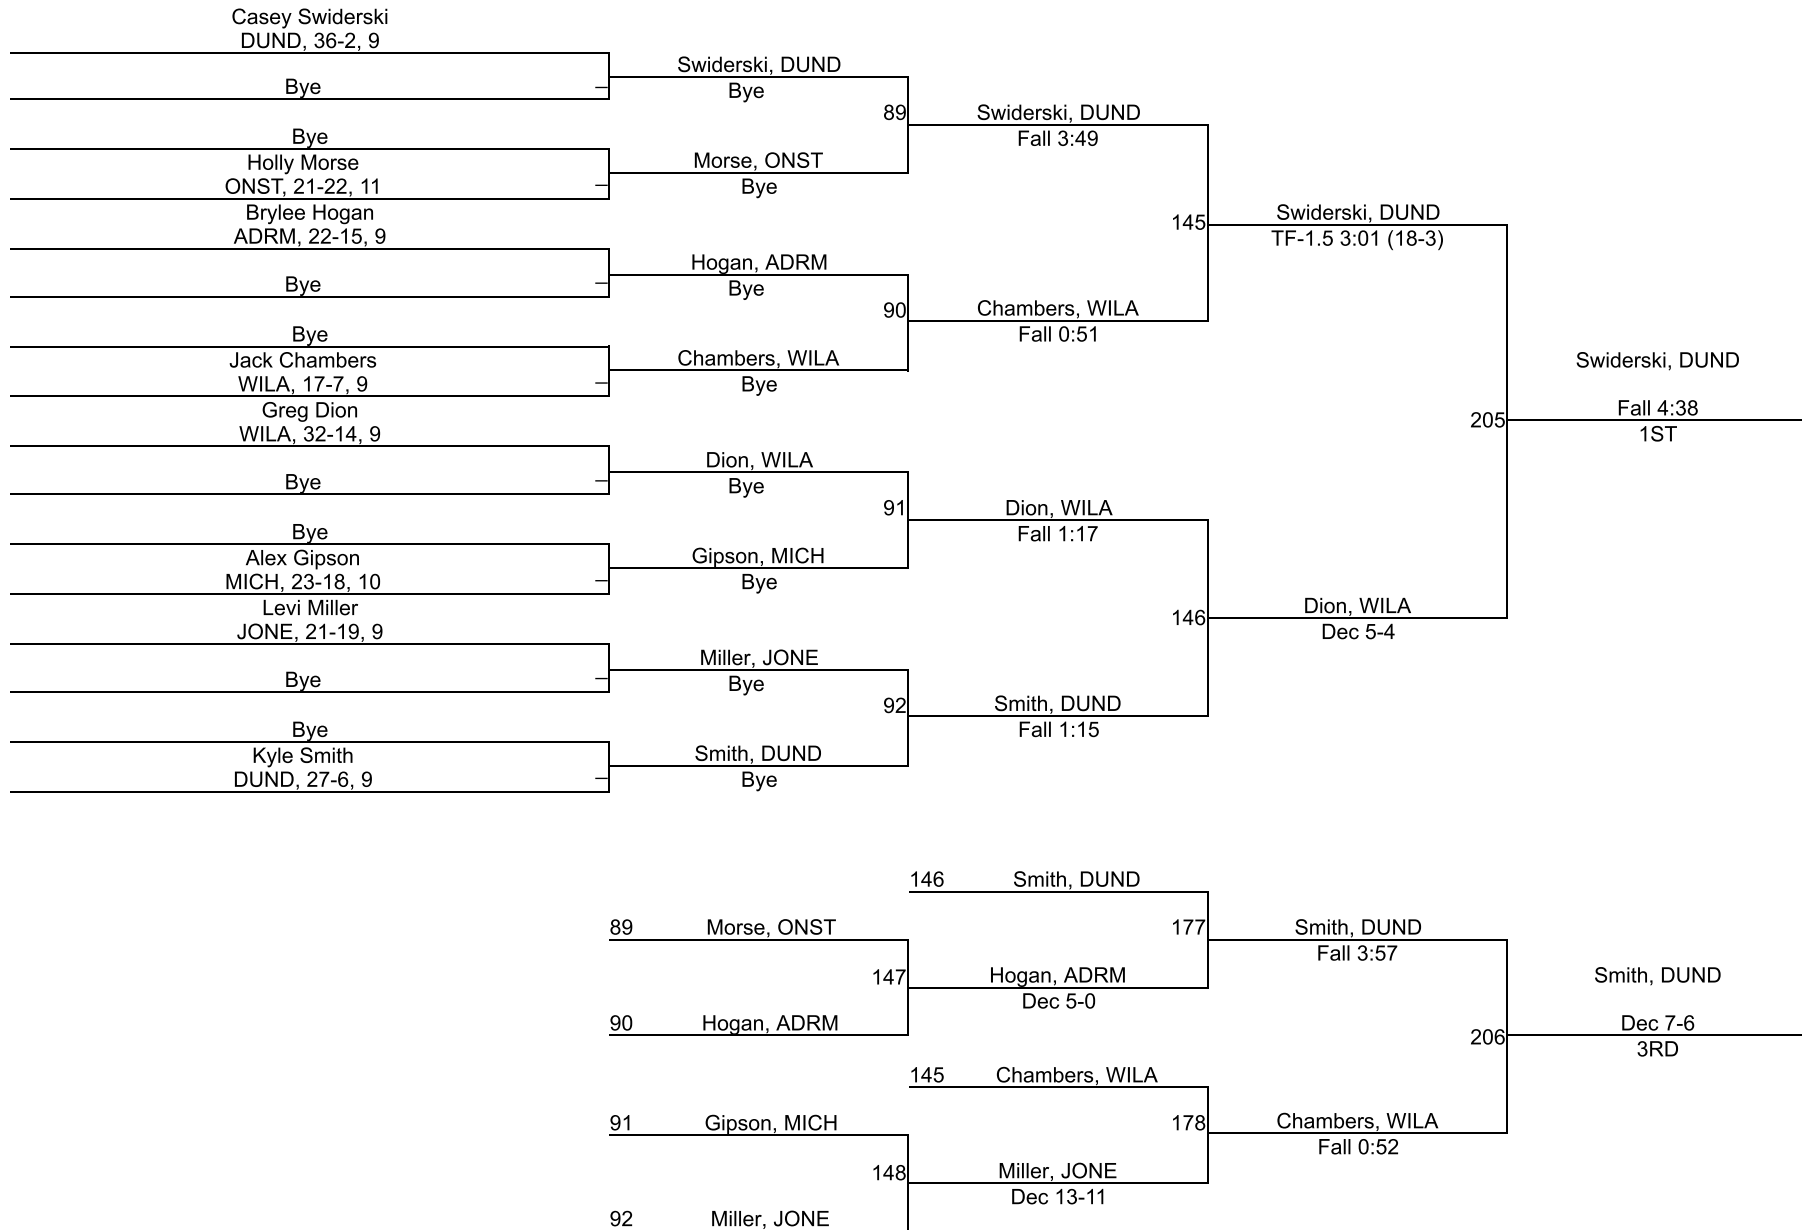 Casey Swiderski
DUND, 36-2, 9
Bye
Bye
Holly Morse
ONST, 21-22, 11
Brylee Hogan
ADRM, 22-15, 9
Bye
Bye
Jack Chambers
WILA, 17-7, 9
Greg Dion
WILA, 32-14, 9
Bye
Bye
Alex Gipson
MICH, 23-18, 10
Levi Miller
JONE, 21-19, 9
Bye
Bye
Kyle Smith
DUND, 27-6, 9
Swiderski, DUND
Bye
89
Morse, ONST
Bye
Hogan, ADRM
Bye
90
Chambers, WILA
Bye
Dion, WILA
Bye
91
Gipson, MICH
Bye
Miller, JONE
Bye
92
Smith, DUND
Bye
Swiderski, DUND
Fall 3:49
145
Chambers, WILA
Fall 0:51
Dion, WILA
Fall 1:17
146
Smith, DUND
Fall 1:15
Swiderski, DUND
TF-1.5 3:01 (18-3)
205
Dion, WILA
Dec 5-4
Swiderski, DUND
Fall 4:38
1ST
89 Morse, ONST
147
90 Hogan, ADRM
91 Gipson, MICH
148
92 Miller, JONE
146 Smith, DUND
177
Hogan, ADRM
Dec 5-0
145 Chambers, WILA
178
Miller, JONE
Dec 13-11
Smith, DUND
Fall 3:57
206
Chambers, WILA
Fall 0:52
Smith, DUND
Dec 7-6
3RD